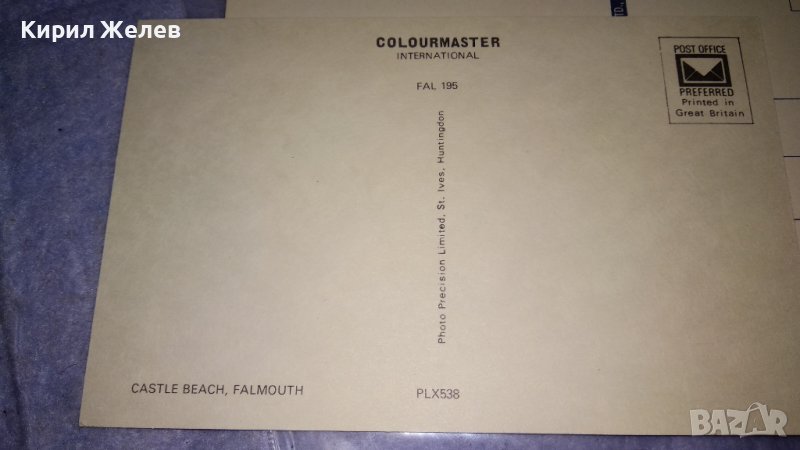 Кирил Желев
COLOURMASTER
INTERNATIONAL
FAL 195
POST OFFICE
PREFERRED
Printed in
Great Britain
Photo Precision Limited, St. Ives, Huntingdon
CASTLE BEACH, FALMOUTH
PLX538
BAZAR